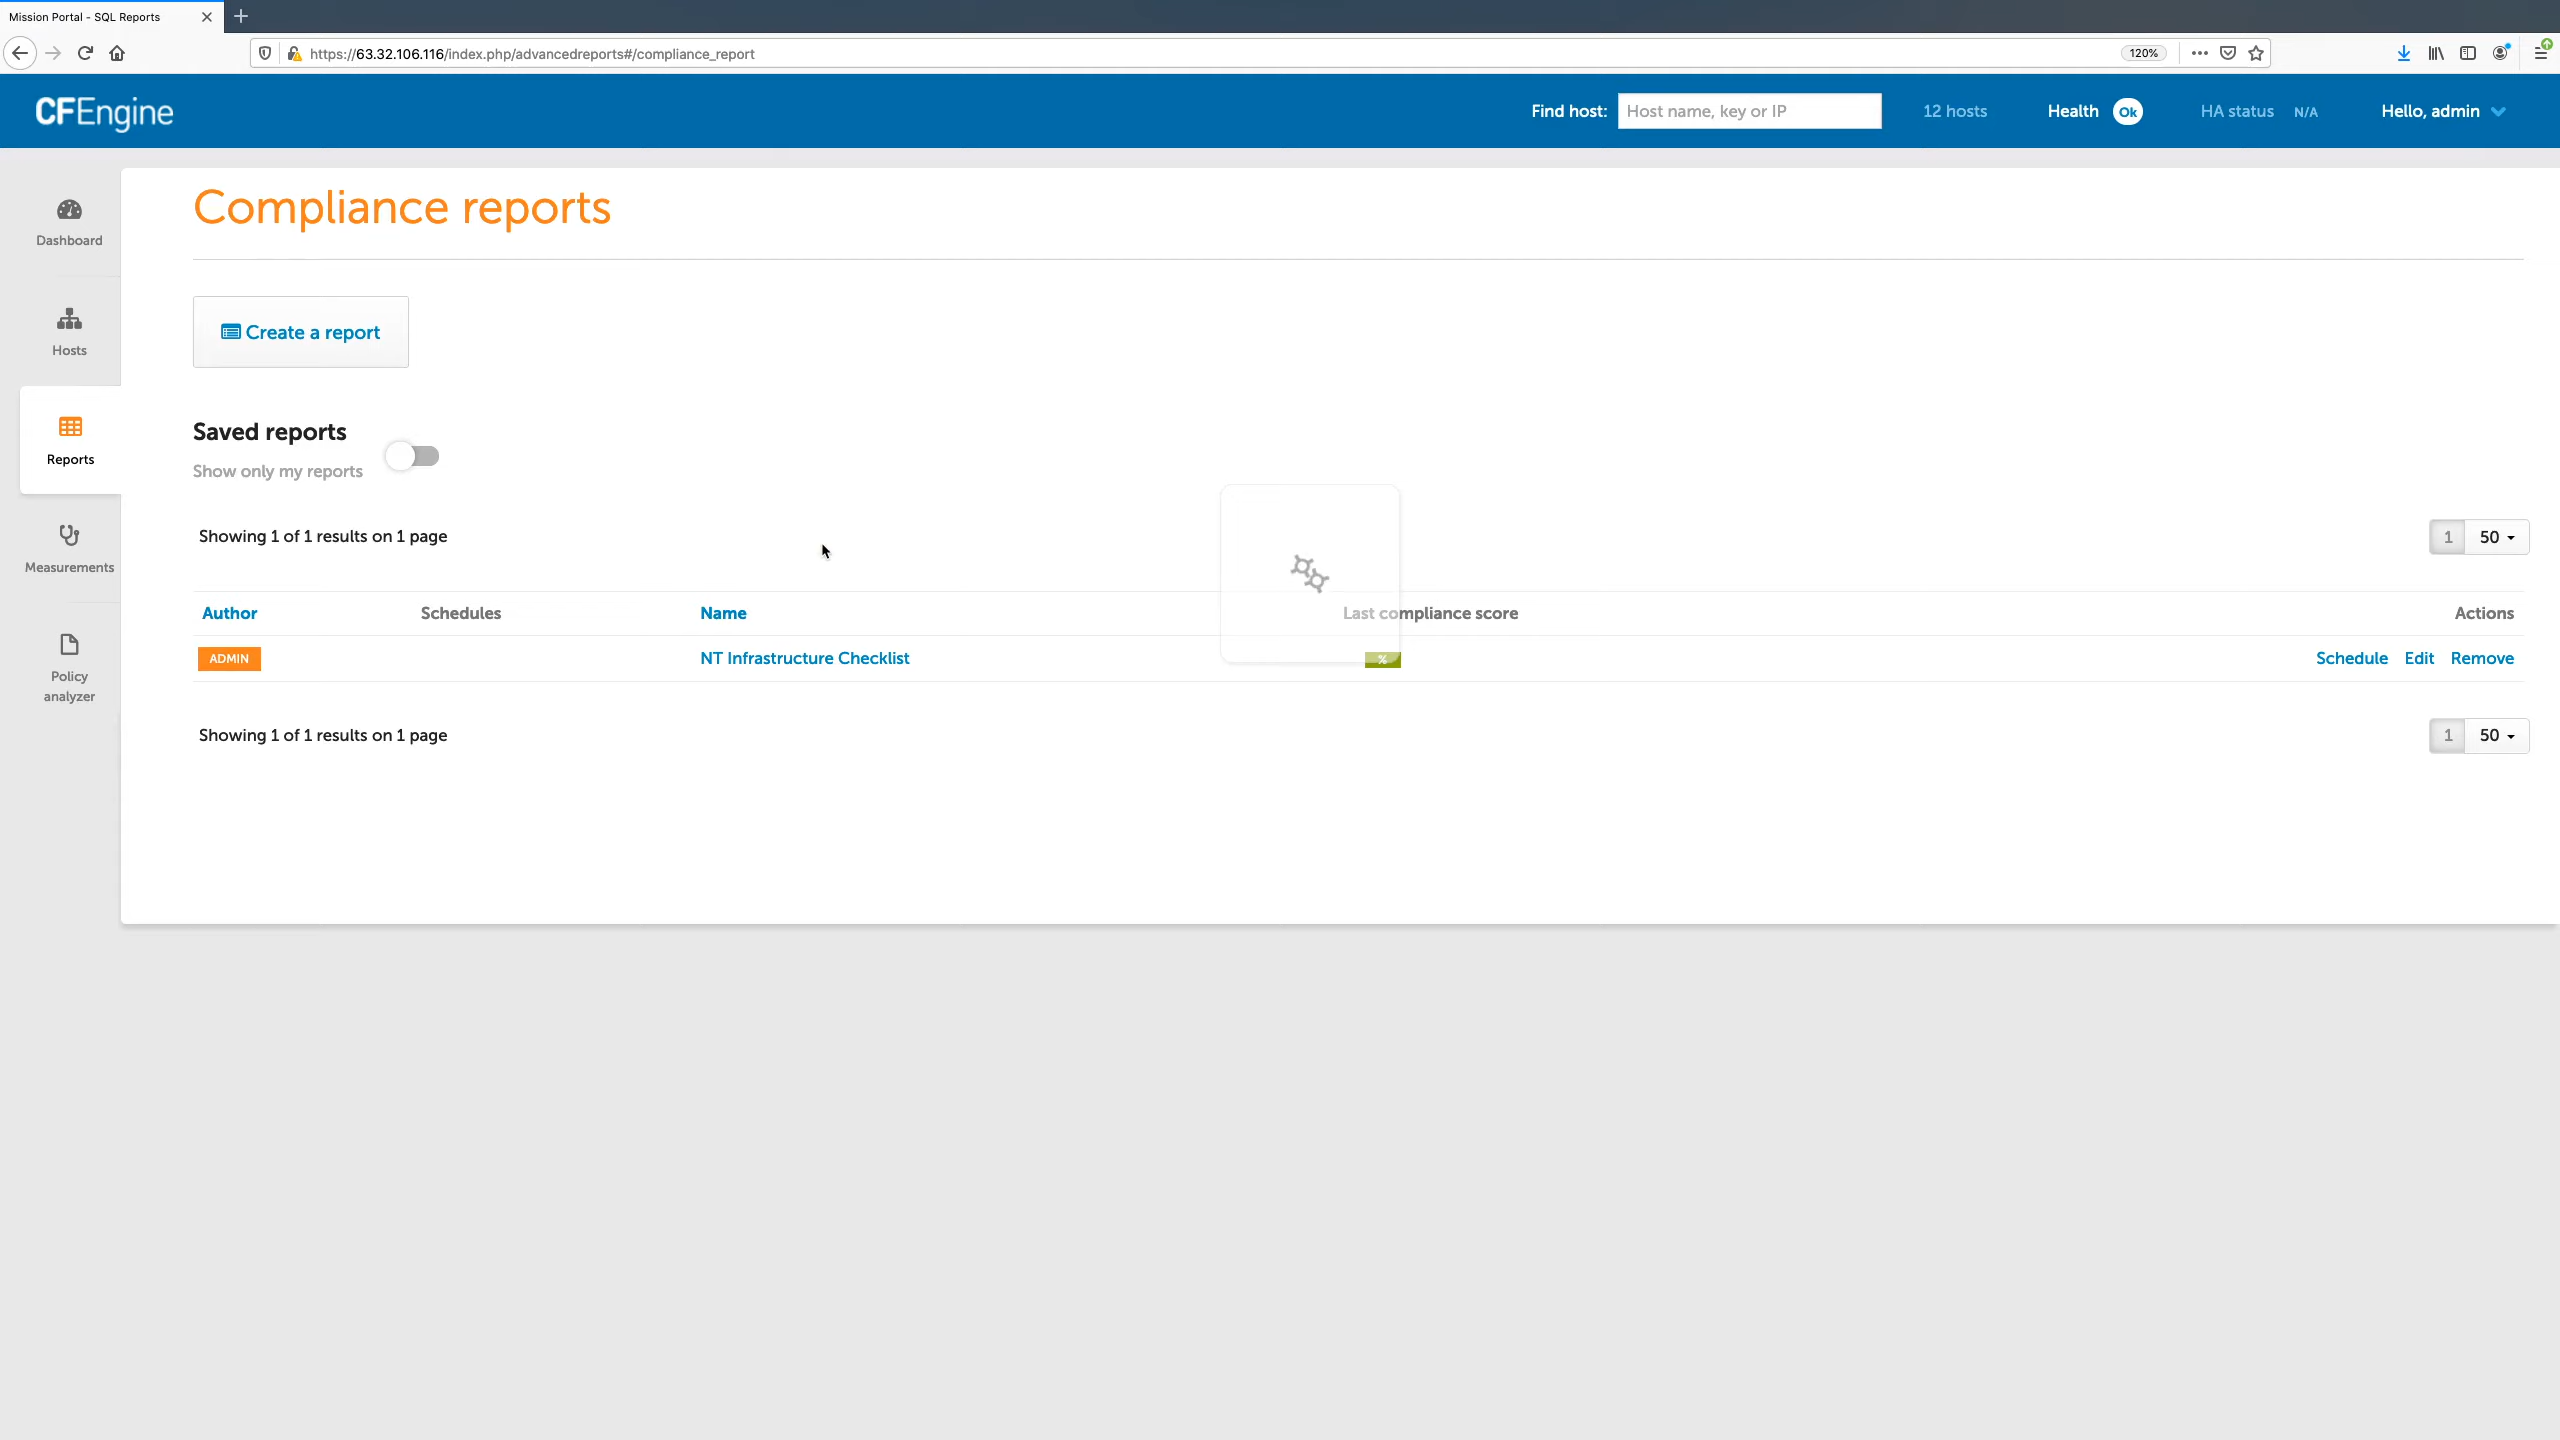 Mission Portal - SQL Reports
https://63.32.106.116/index.php/advancedreports#/compliance_report
120%
CFEngine
Find host:
Host name, key or IP
12 hosts
Health
Ok
HA status
N/A
Hello, admin
Dashboard
Hosts
Reports
Measurements
Policy
analyzer
Compliance reports
Create a report
Saved reports
Show only my reports
Showing 1 of 1 results on 1 page
1
50
Author
Schedules
Name
Last compliance score
Actions
ADMIN
NT Infrastructure Checklist
%
Schedule
Edit
Remove
Showing 1 of 1 results on 1 page
1
50